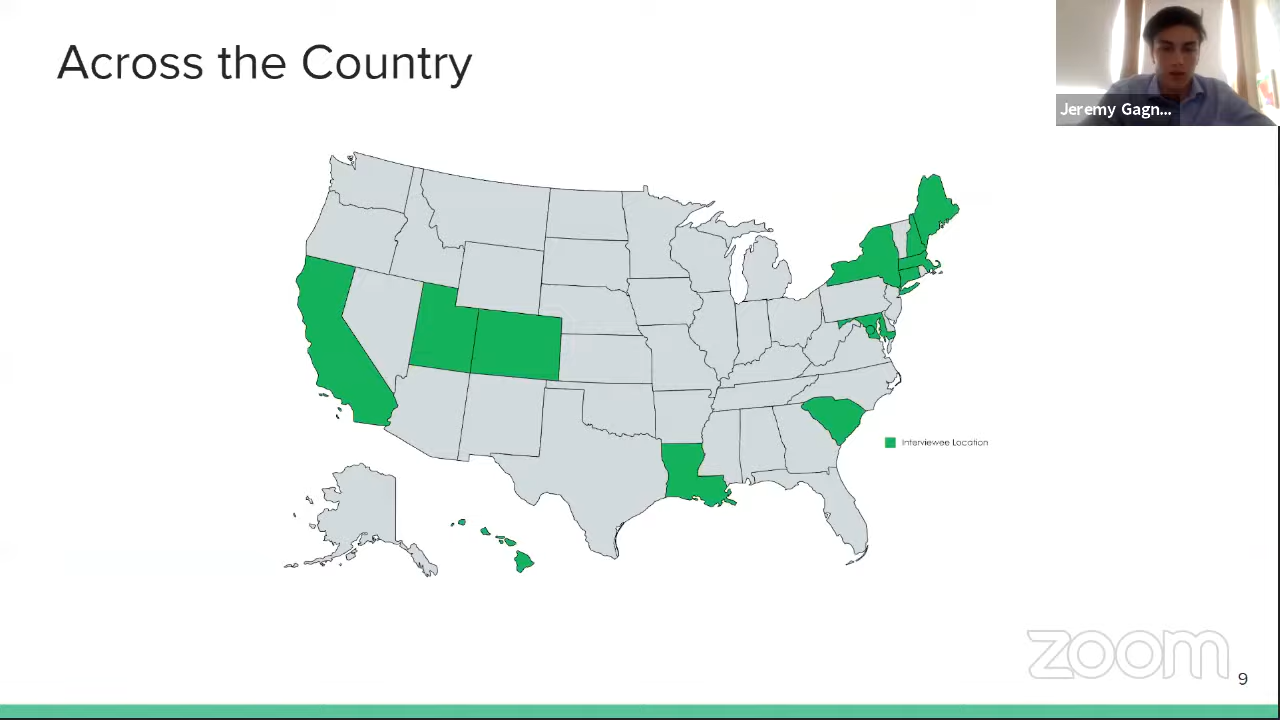 Across the Country
Jeremy Gagn...
Interviewee Location
zoom
9